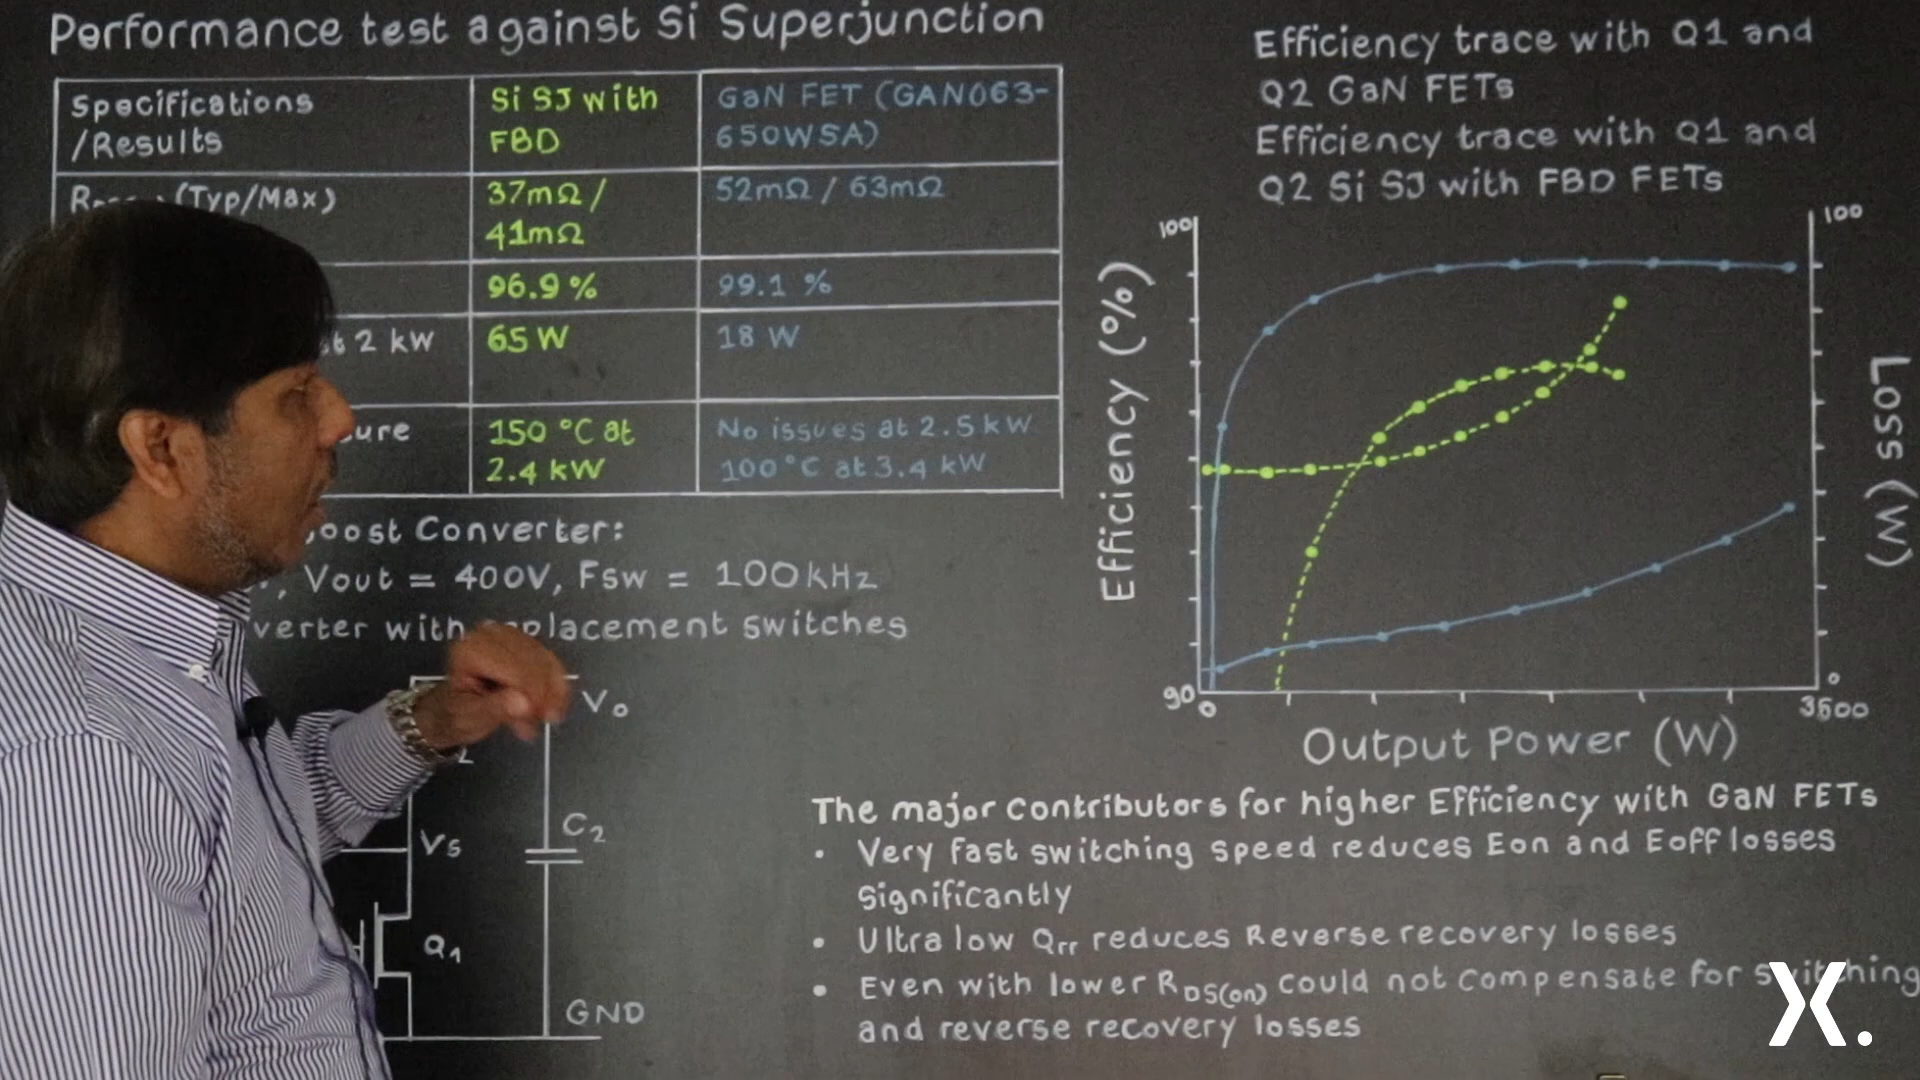 Performance test against Si Superjunction
Specifications
/Results
Si SJ with
FBD
GaN FET (GAN063-
650WSA)
(Typ/Max)
37mΩ /
41mΩ
52mΩ / 63mΩ
96.9 %
99.1 %
2 kW
65 W
18 W
150 °C at
2.4 kW
No issues at 2.5 kW
100°C at 3.4 kW
Converter:
Vout = 400V, Fsw = 100kHz
with switches
Vo
C2
Vs
Q1
GND
Efficiency trace with Q1 and
Q2 GaN FETs
Efficiency trace with Q1 and
Q2 Si SJ with FBD FETs
100
100
Efficiency (%)
Loss (W)
90
0
0
3600
Output Power (W)
The major contributors for higher Efficiency with GaN FETs
• Very fast switching speed reduces Eon and Eoff losses
significantly
• Ultra low Qrr reduces Reverse recovery losses
• Even with lower RDS(on) could not compensate for switching
and reverse recovery losses
X.